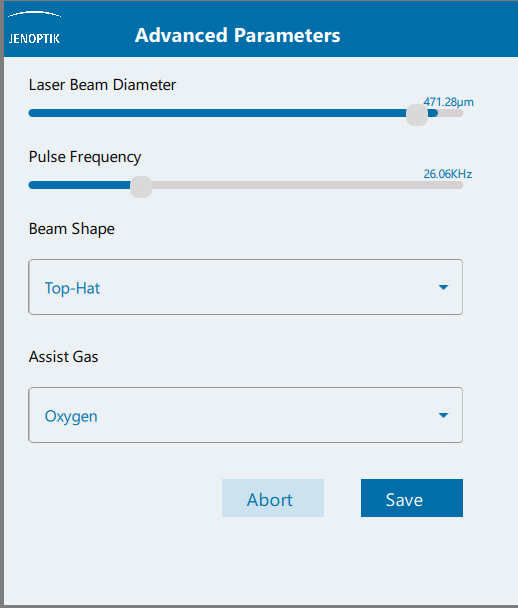 JENOPTIK
Advanced Parameters
Laser Beam Diameter
471.28µm
Pulse Frequency
26.06KHz
Beam Shape
Top-Hat
Assist Gas
Oxygen
Abort
Save